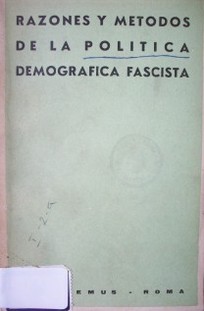 RAZONES Y METODOS
DE LA POLITICA
DEMOGRAFICA FASCISTA
EMUS - ROMA